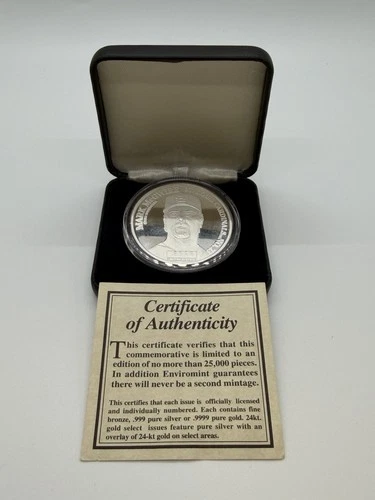 MARK
Certificate
of Authenticity
This certificate verifies that this
commemorative is limited to an
edition of no more than 25,000 pieces.
In addition Enviromint guarantees
there will never be a second mintage.
This certifies that each issue is officially licensed
and individually numbered. Each contains fine
bronze, .999 pure silver or .9999 pure gold. 24kt.
gold select issues feature pure silver with an
overlay of 24-kt gold on select areas.